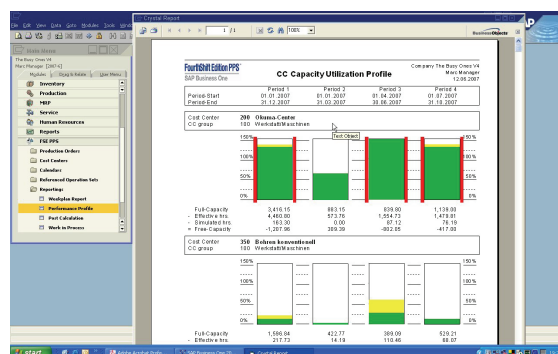 Crystal Report
File Edit View Data Goto Modules Tools Window
1 / 1
100%
BusinessObjects
Main Menu
The Busy Ones V4
Marc Manager
Modules Drag & Relate User Menu
Inventory
Production
MRP
Service
Human Resources
Reports
FSE PPS
Production Orders
Cost Centers
Calendars
Referenced Operation Sets
Reportings
Workplan Report
Performance Profile
Post Calculation
Work in Process
FourthShift Edition PPS
SAP Business One
CC Capacity Utilization Profile
Company The Busy Ones V4
Marc Manager
12.06.2007
Period 1 Period 2 Period 3 Period 4
Period-Start 01.01.2007 01.01.2007 01.04.2007 01.07.2007
Period-End 31.12.2007 31.03.2007 30.06.2007 31.10.2007
Cost Center 200 Okuma-Center
CC group 100 Werkstatt/Maschinen
Text Object
150% 150%
100% 100%
50% 50%
0% 0%
Full-Capacity 3,416.15 883.15 839.80 1,138.00
- Effective hrs. 4,460.80 573.76 1,554.73 1,478.81
- Simulated hrs. 163.30 0.00 87.12 76.19
= Free-Capacity -1,207.96 309.39 -802.05 -417.00
Cost Center 350 Bohren konventionell
CC group 100 Werkstatt/Maschinen
150% 150%
100% 100%
50% 50%
0% 0%
Full-Capacity 1,596.84 422.77 389.09 529.21
- Effective hrs. 217.73 14.19 110.46 68.07
start
SAP Business One
Crystal Report